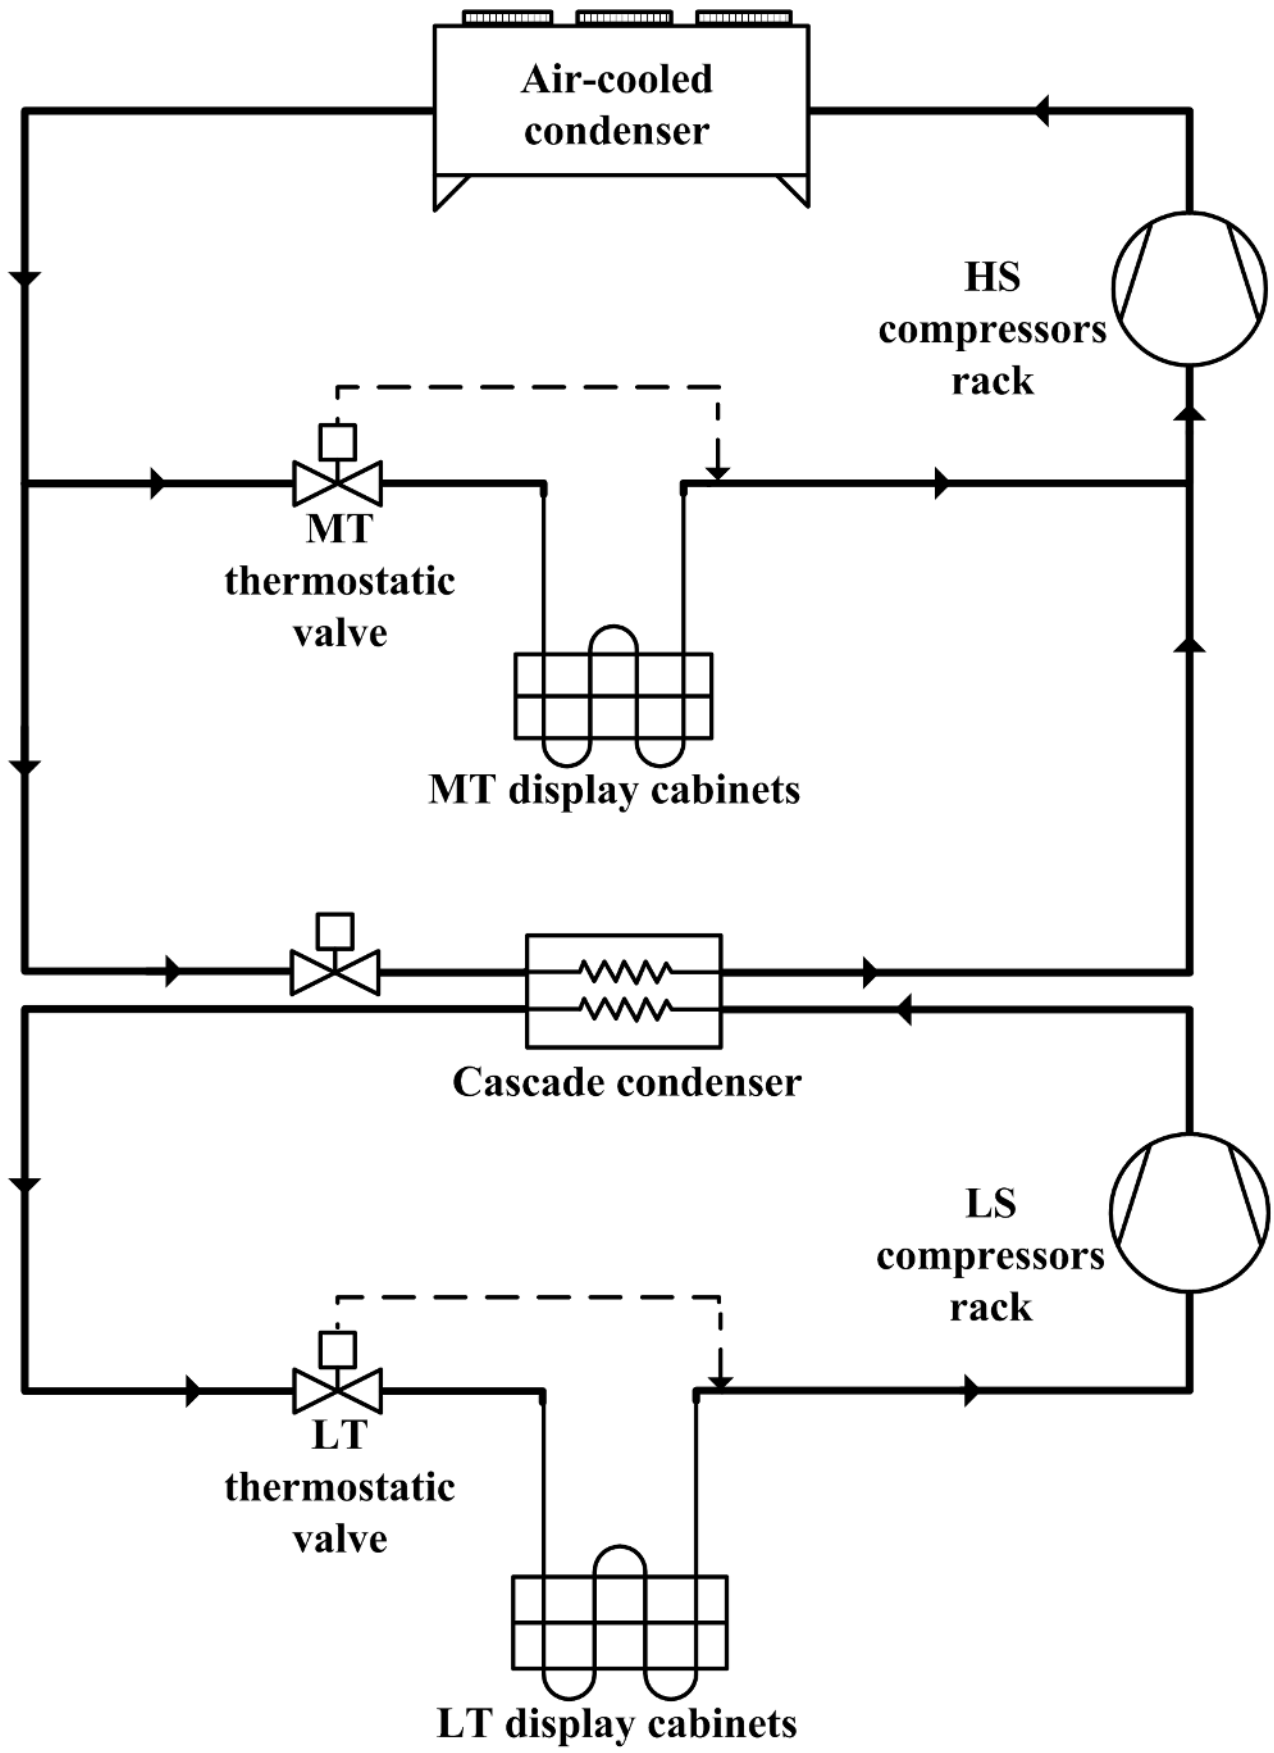 Air-cooled
condenser
HS
compressors
rack
MT
thermostatic
valve
MT display cabinets
Cascade condenser
LS
compressors
rack
LT
thermostatic
valve
LT display cabinets